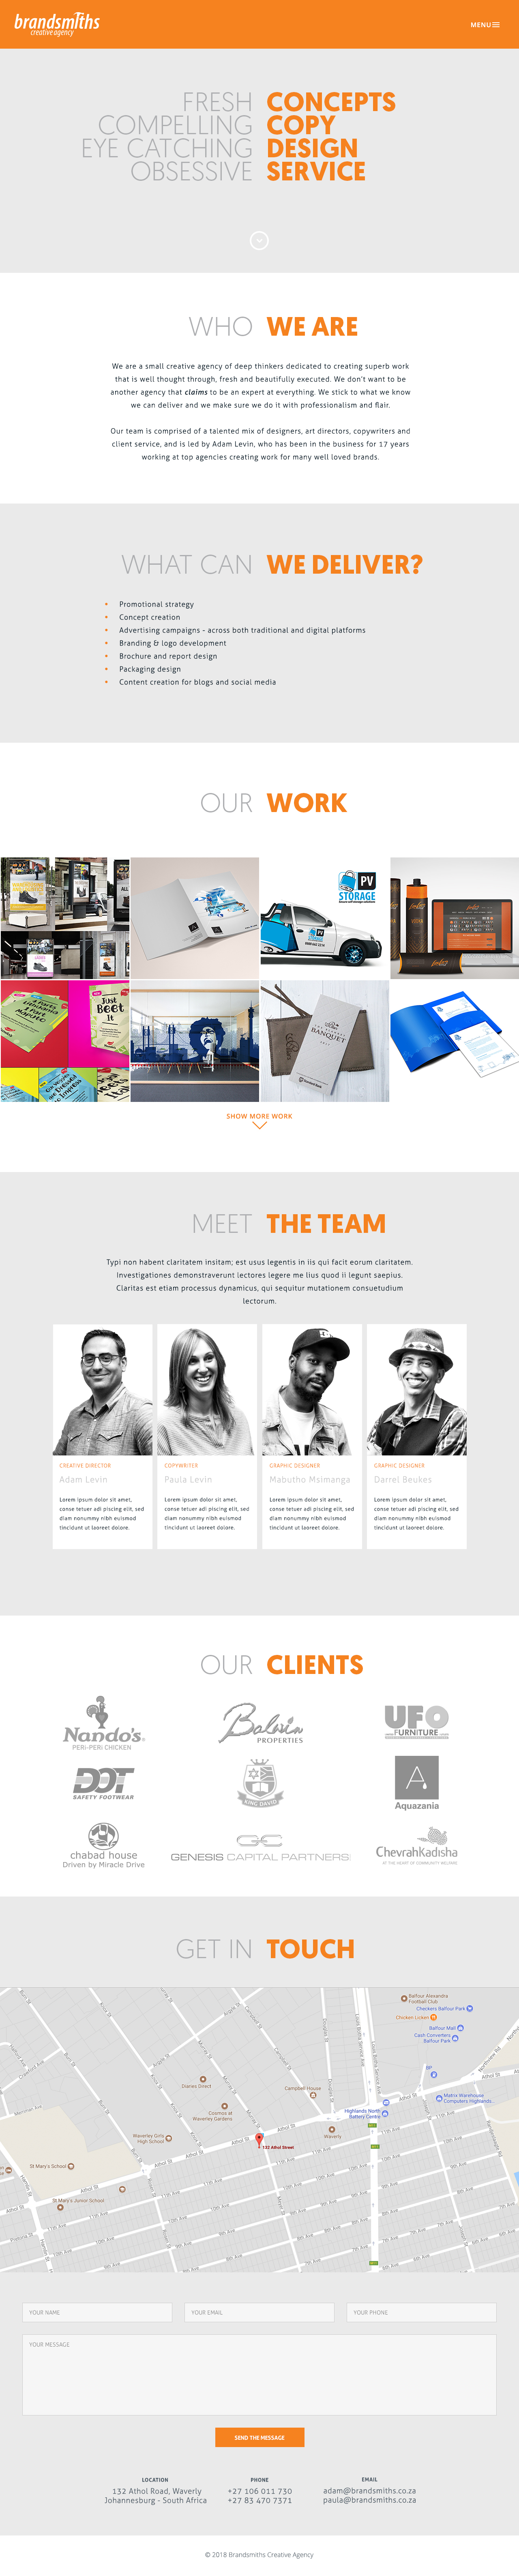 brandsmiths
creative agency
MENU
FRESH CONCEPTS
COMPELLING COPY
EYE CATCHING DESIGN
OBSESSIVE SERVICE
WHO WE ARE
We are a small creative agency of deep thinkers dedicated to creating superb work
that is well thought through, fresh and beautifully executed. We don't want to be
another agency that claims to be an expert at everything. We stick to what we know
we can deliver and we make sure we do it with professionalism and flair.
Our team is comprised of a talented mix of designers, art directors, copywriters and
client service, and is led by Adam Levin, who has been in the business for 17 years
working at top agencies creating work for many well loved brands.
WHAT CAN WE DELIVER?
• Promotional strategy
• Concept creation
• Advertising campaigns - across both traditional and digital platforms
• Branding & logo development
• Brochure and report design
• Packaging design
• Content creation for blogs and social media
OUR WORK
PV
STORAGE
Just
Beet
It
BANQUET
SHOW MORE WORK
MEET THE TEAM
Typi non habent claritatem insitam; est usus legentis in iis qui facit eorum claritatem.
Investigationes demonstraverunt lectores legere me lius quod ii legunt saepius.
Claritas est etiam processus dynamicus, qui sequitur mutationem consuetudium
lectorum.
CREATIVE DIRECTOR
Adam Levin
Lorem ipsum dolor sit amet,
conse tetuer adi piscing elit, sed
diam nonummy nibh euismod
tincidunt ut laoreet dolore.
COPYWRITER
Paula Levin
Lorem ipsum dolor sit amet,
conse tetuer adi piscing elit, sed
diam nonummy nibh euismod
tincidunt ut laoreet dolore.
GRAPHIC DESIGNER
Mabutho Msimanga
Lorem ipsum dolor sit amet,
conse tetuer adi piscing elit, sed
diam nonummy nibh euismod
tincidunt ut laoreet dolore.
GRAPHIC DESIGNER
Darrel Beukes
Lorem ipsum dolor sit amet,
conse tetuer adi piscing elit, sed
diam nonummy nibh euismod
tincidunt ut laoreet dolore.
OUR CLIENTS
Nando's
PERi-PERi CHICKEN
Balwin
PROPERTIES
UFO
FURNITURE
DOT
SAFETY FOOTWEAR
KING DAVID
Aquazania
chabad house
Driven by Miracle Drive
GENESIS CAPITAL PARTNERS
ChevrahKadisha
AT THE HEART OF COMMUNITY WELFARE
GET IN TOUCH
Balfour Alexandra
Football Club
Checkers Balfour Park
Chicken Licken
Balfour Mall
Cash Converters
Balfour Park
BP
Athol St
Matrix Warehouse
Computers Highlands...
Dianes Direct
Campbell House
Cosmos at
Waverley Gardens
Highlands North
Battery Centre
Waverley Girls
High School
Waverly
132 Athol Street
St Mary's School
St Mary's Junior School
YOUR NAME
YOUR EMAIL
YOUR PHONE
YOUR MESSAGE
SEND THE MESSAGE
LOCATION
132 Athol Road, Waverly
Johannesburg - South Africa
PHONE
+27 106 011 730
+27 83 470 7371
EMAIL
adam@brandsmiths.co.za
paula@brandsmiths.co.za
© 2018 Brandsmiths Creative Agency